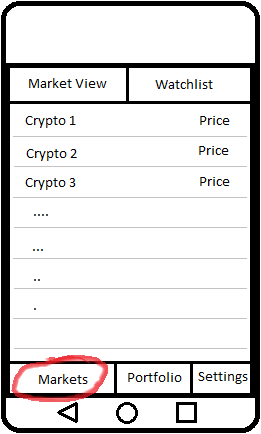 Market View Watchlist
Crypto 1 Price
Crypto 2 Price
Crypto 3 Price
....
...
..
.
Markets Portfolio Settings